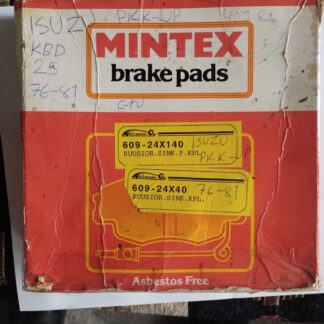 ISUZU PICK-UP
KBD
25
76-81
MINTEX
brake pads
609-24X140
KUUSIOR.SINK.P.KPL.
ISUZU
PICK-UP
609-24X40
KUUSIOR.SINK.KPL.
76-81
Asbestos Free